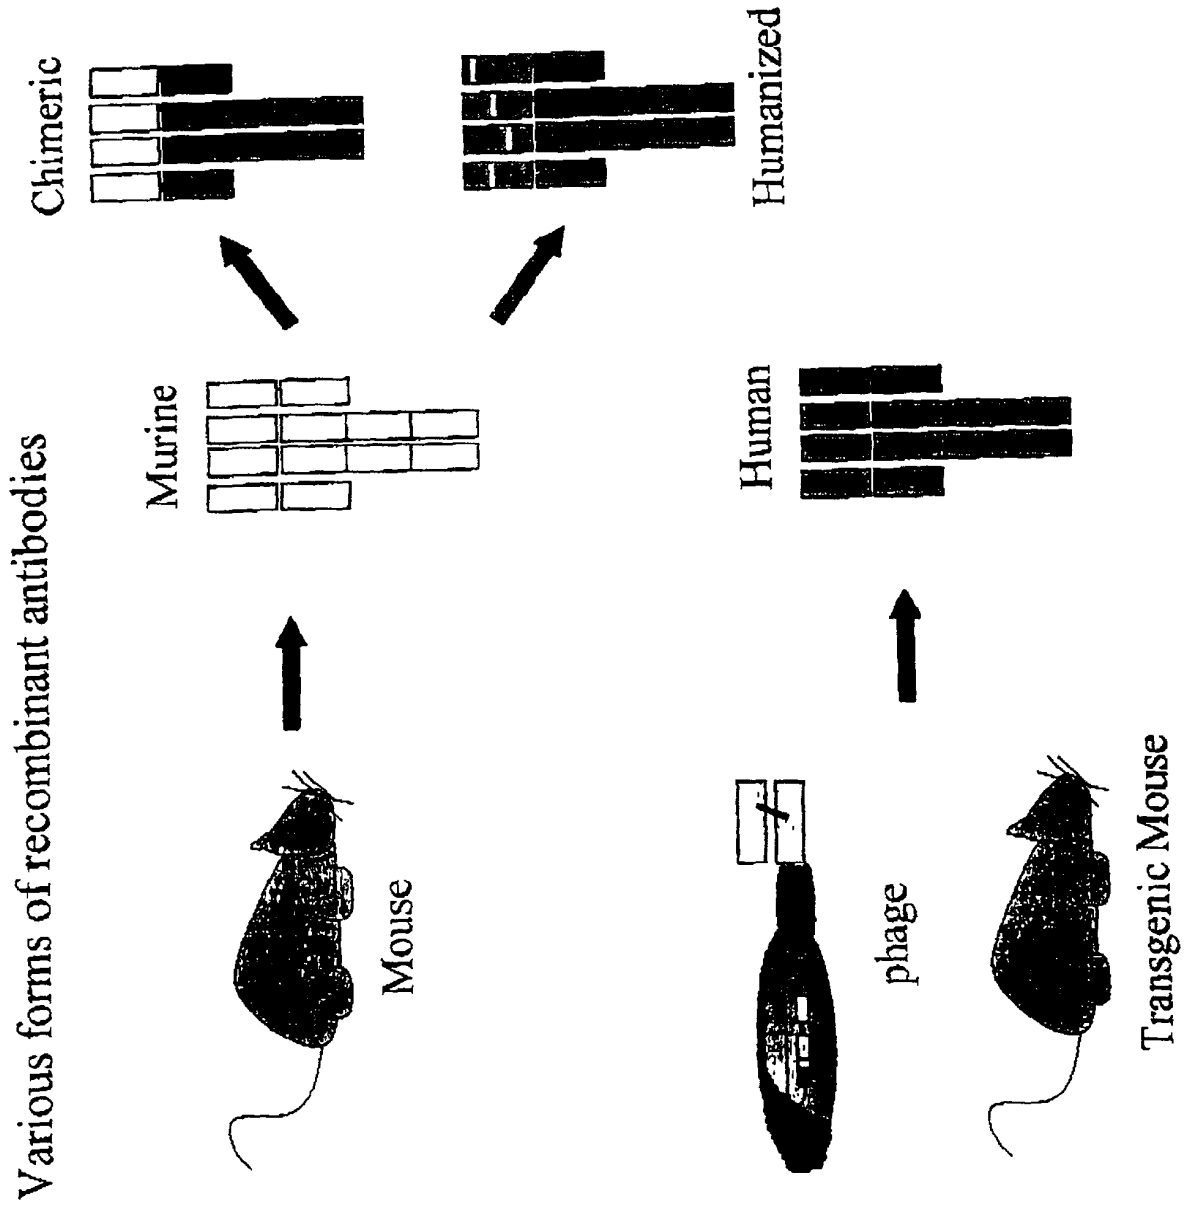 Various forms of recombinant antibodies
Mouse
Murine
Chimeric
Humanized
phage
Transgenic Mouse
Human